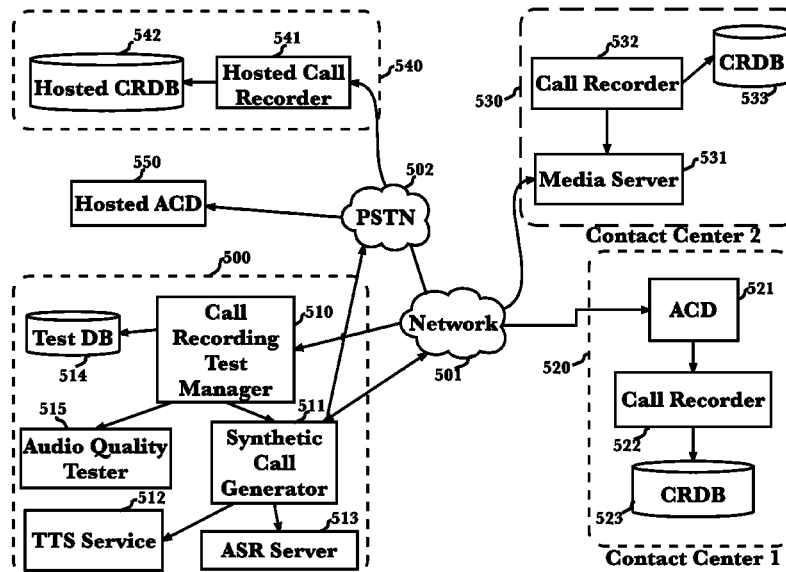 542
Hosted CRDB
541
Hosted Call
Recorder
540
532
Call Recorder
530
CRDB
533
550
Hosted ACD
502
PSTN
Media Server
531
Contact Center 2
500
Test DB
514
Call
Recording
Test
Manager
510
Network
501
ACD
521
520
Call Recorder
522
515
Audio Quality
Tester
511
Synthetic
Call
Generator
CRDB
523
512
TTS Service
513
ASR Server
Contact Center 1